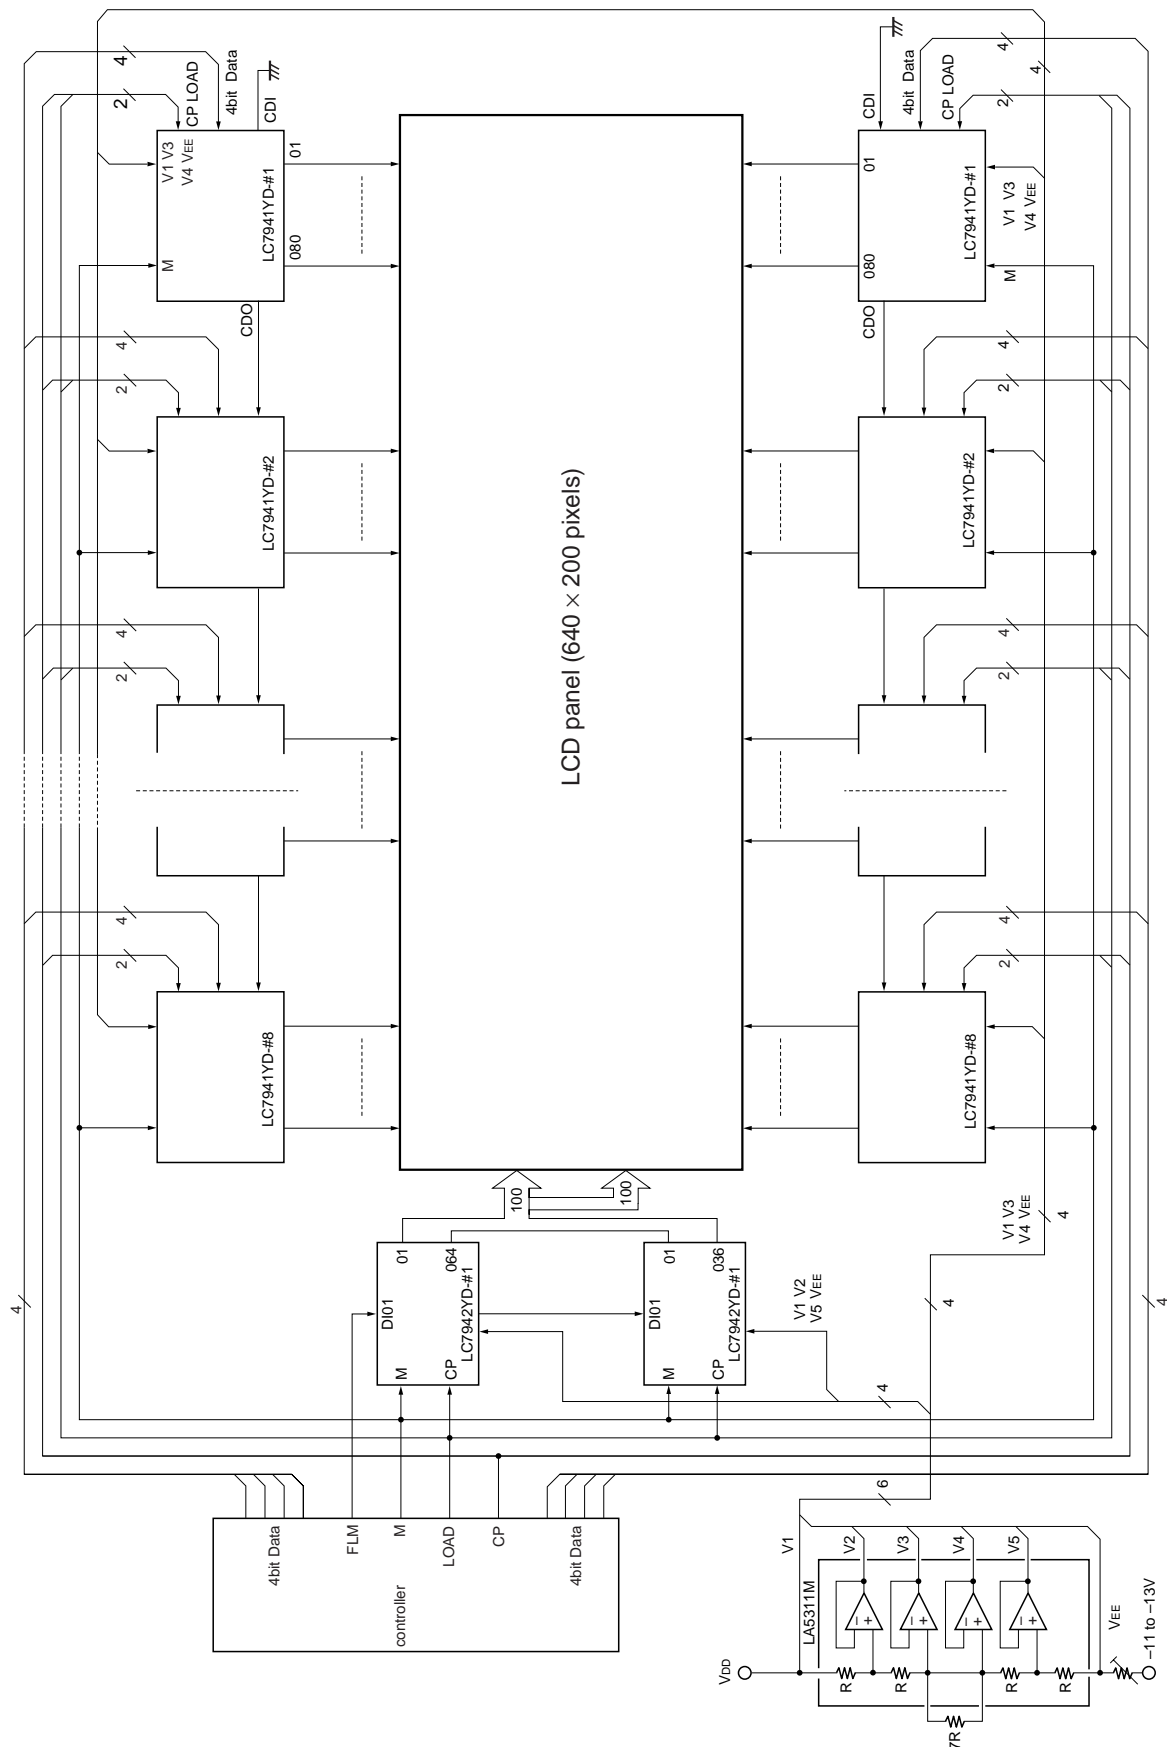 4
4
4
2
CP LOAD
4bit Data
CDI
CDI
4bit Data
CP LOAD
2
V1 V3
V4 VEE
M
LC7941YD-#1
01
080
CDO
01
080
CDO
LC7941YD-#1
V1 V3
V4 VEE
M
4
2
LC7941YD-#2
4
2
LC7941YD-#2
LCD panel (640 × 200 pixels)
4
2
4
2
4
2
LC7941YD-#8
4
2
LC7941YD-#8
100
100
V1 V3
V4 VEE
4
4
01
064
DI01
LC7942YD-#1
M
CP
01
036
DI01
LC7942YD-#1
M
CP
V1 V2
V5 VEE
4
4
4
6
4bit Data
FLM
M
LOAD
CP
4bit Data
controller
V1
V2
V3
V4
V5
LA5311M
− +
− +
− +
− +
VEE
VDD
R
R
R
R
7R
−11 to −13V